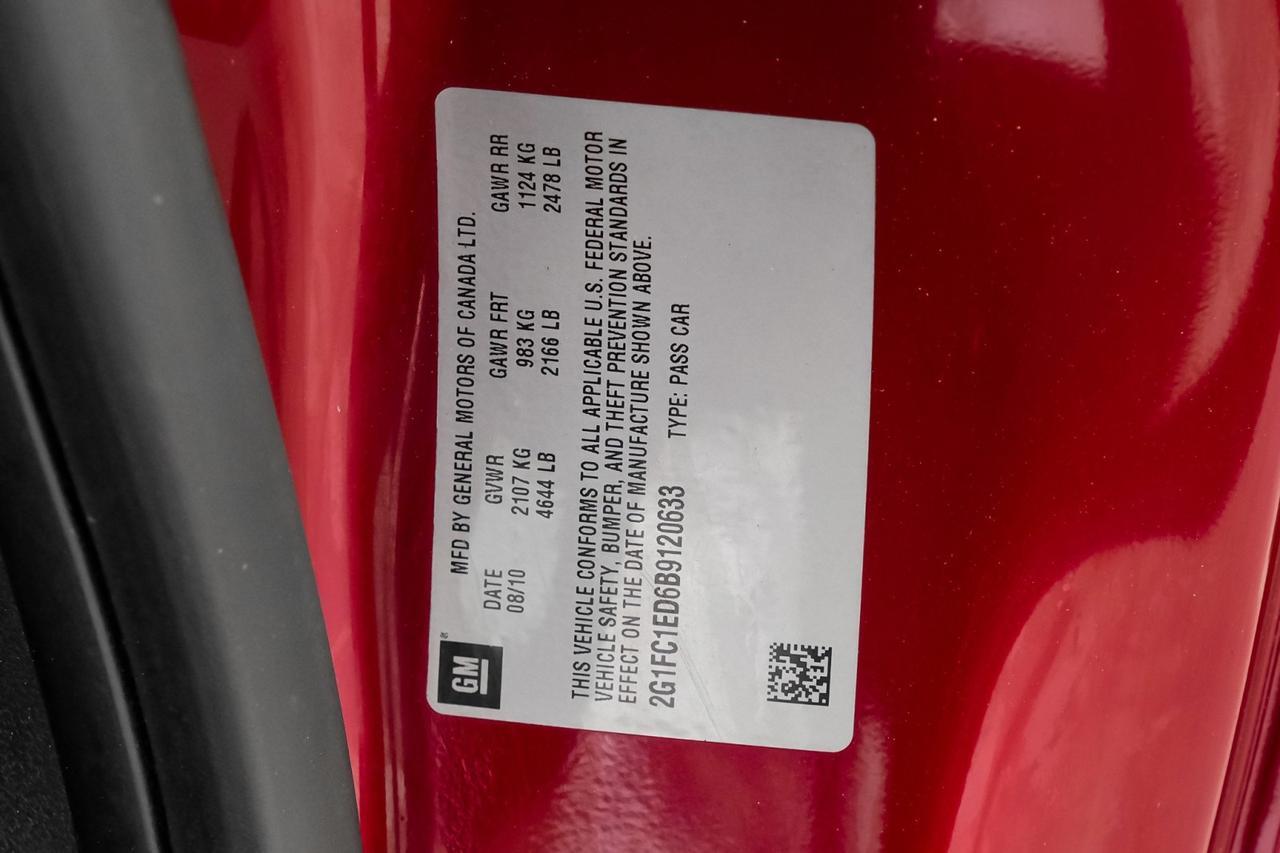 GM®
MFD BY GENERAL MOTORS OF CANADA LTD.
DATE GVWR GAWR FRT GAWR RR
08/10 2107 KG 983 KG 1124 KG
4644 LB 2166 LB 2478 LB
THIS VEHICLE CONFORMS TO ALL APPLICABLE U.S. FEDERAL MOTOR
VEHICLE SAFETY, BUMPER, AND THEFT PREVENTION STANDARDS IN
EFFECT ON THE DATE OF MANUFACTURE SHOWN ABOVE.
2G1FC1ED6B9120633 TYPE: PASS CAR